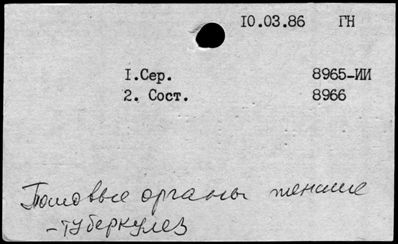 10.03.86 ГН
1.Сер. 8965-ИИ
2. Сост. 8966
Половые органы женские
-туберкулез